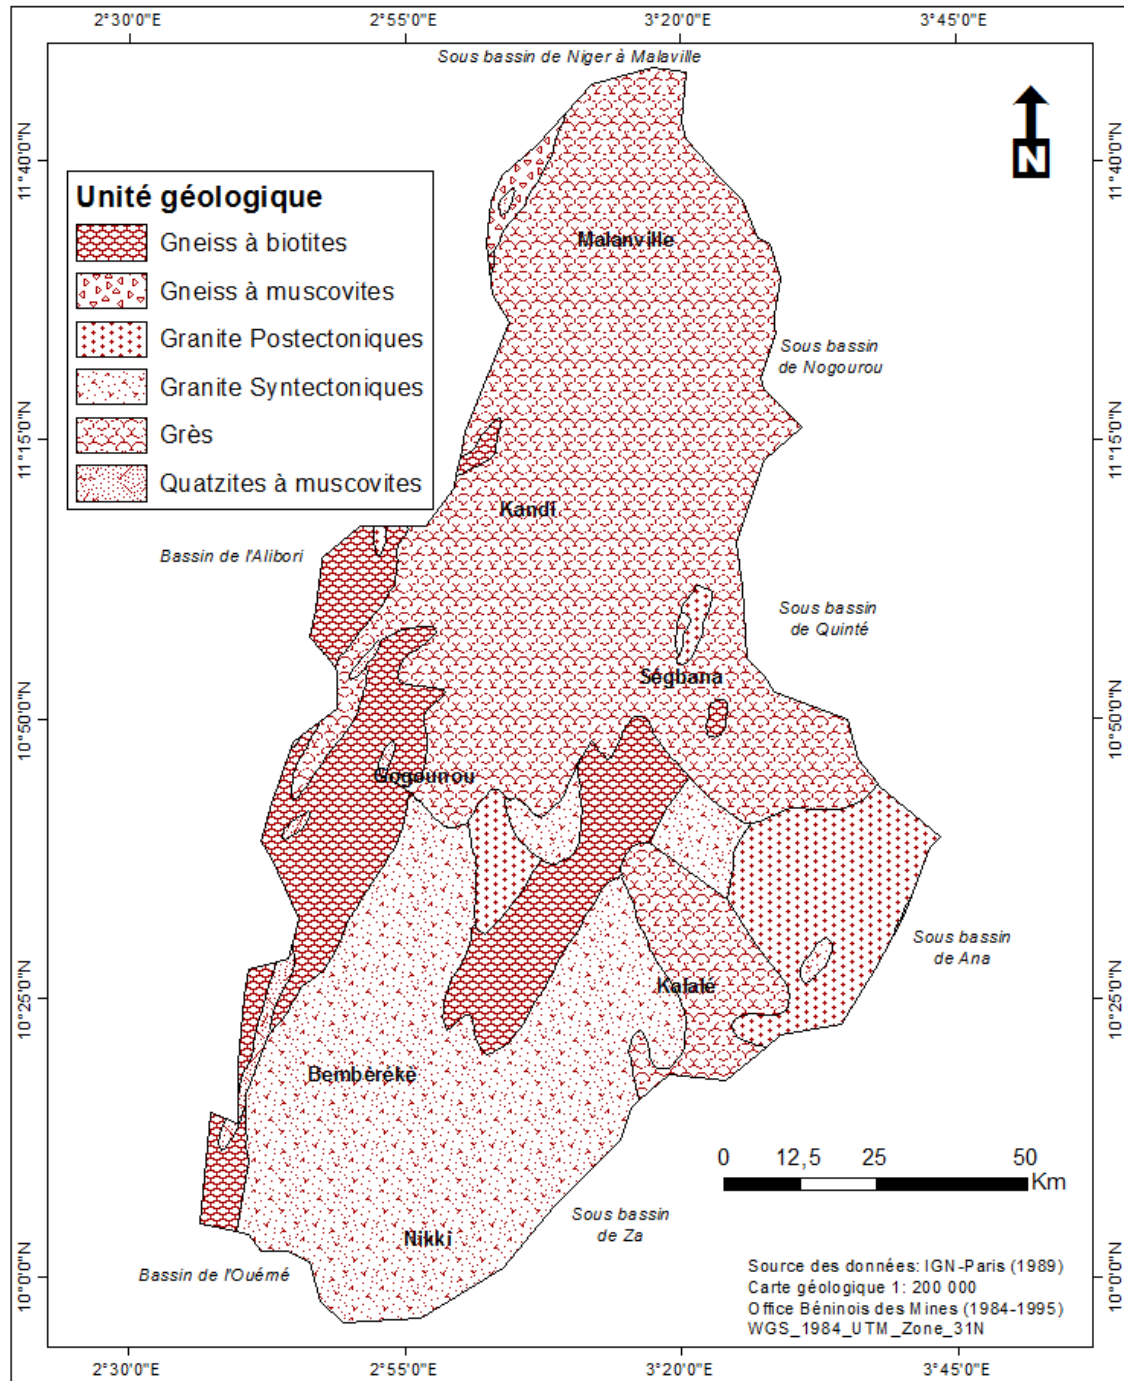 2°30'0"E 2°55'0"E 3°20'0"E 3°45'0"E
Sous bassin de Niger à Malaville
N
11°40'0"N 11°40'0"N
Unité géologique
Gneiss à biotites
Gneiss à muscovites
Granite Postectoniques
Granite Syntectoniques
Grès
Quatzites à muscovites
Malanville
Sous bassin
de Nogourou
11°15'0"N 11°15'0"N
Kandi
Bassin de l'Alibori
Sous bassin
de Quinté
Ségbana
10°50'0"N 10°50'0"N
Gogounou
Sous bassin
de Ana
Kalalé
10°25'0"N 10°25'0"N
Bembèrèkè
0 12,5 25 50
Km
Sous bassin
de Za
Nikki
Bassin de l'Ouémé
10°0'0"N 10°0'0"N
Source des données: IGN-Paris (1989)
Carte géologique 1: 200 000
Office Béninois des Mines (1984-1995)
WGS_1984_UTM_Zone_31N
2°30'0"E 2°55'0"E 3°20'0"E 3°45'0"E